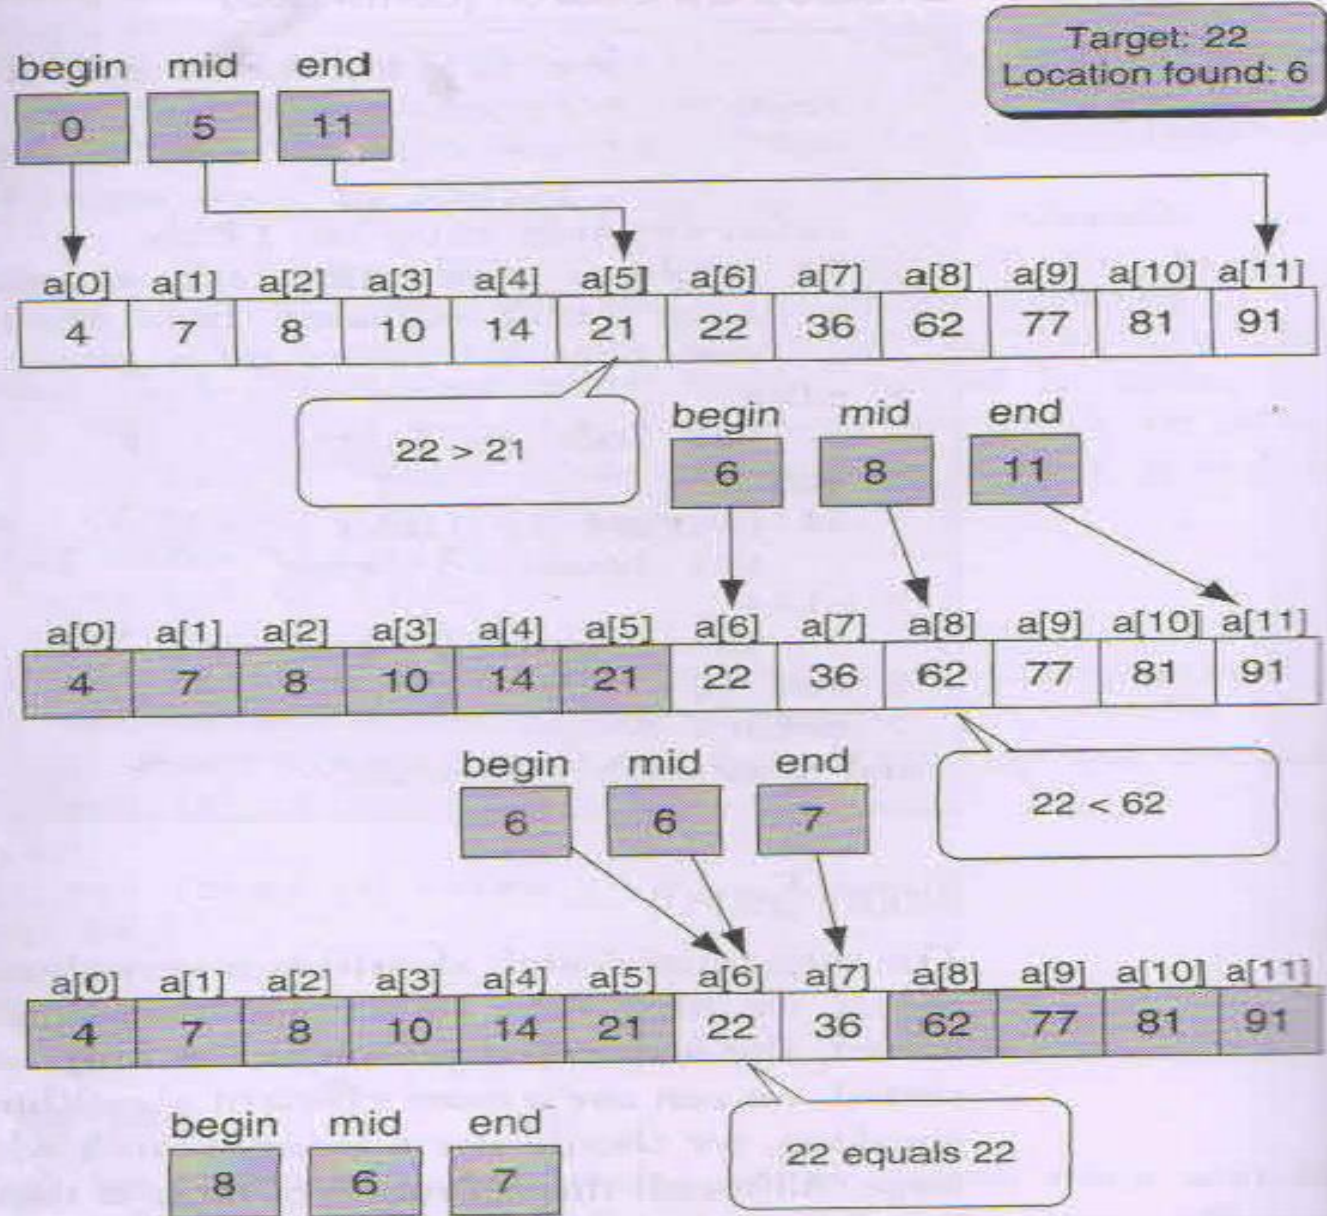 Target: 22
Location found: 6
begin mid end
0 5 11
a[0] a[1] a[2] a[3] a[4] a[5] a[6] a[7] a[8] a[9] a[10] a[11]
4 7 8 10 14 21 22 36 62 77 81 91
22 > 21
begin mid end
6 8 11
a[0] a[1] a[2] a[3] a[4] a[5] a[6] a[7] a[8] a[9] a[10] a[11]
4 7 8 10 14 21 22 36 62 77 81 91
22 < 62
begin mid end
6 6 7
a[0] a[1] a[2] a[3] a[4] a[5] a[6] a[7] a[8] a[9] a[10] a[11]
4 7 8 10 14 21 22 36 62 77 81 91
22 equals 22
begin mid end
8 6 7